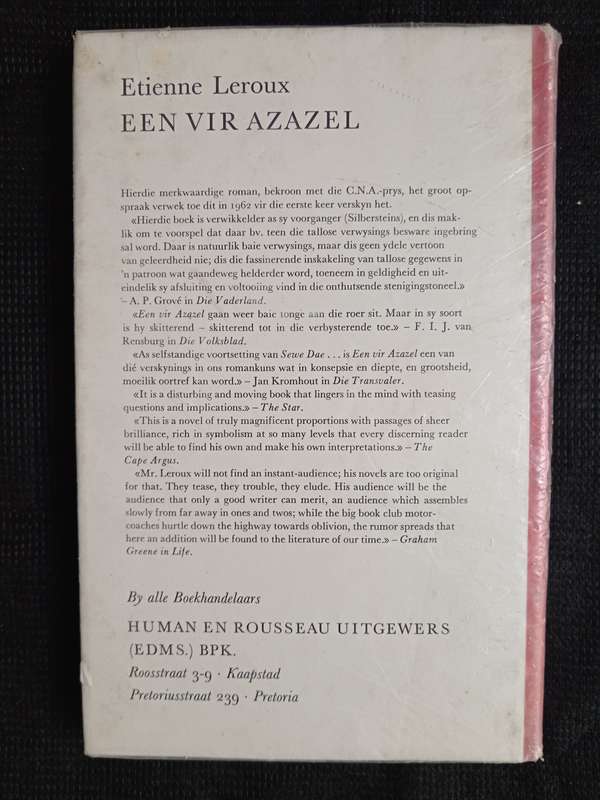 Etienne Leroux
EEN VIR AZAZEL
Hierdie merkwaardige roman, bekroon met die C.N.A.-prys, het groot op-
spraak verwek toe dit in 1962 vir die eerste keer verskyn het.
«Hierdie boek is verwikkelder as sy voorganger (Silbersteins), en dis mak-
lik om te voorspel dat daar bv. teen die tallose verwysings besware ingebring
sal word. Daar is natuurlik baie verwysings, maar dis geen ydele vertoon
van geleerdheid nie; dis die fassinerende inskakeling van tallose gegewens in
'n patroon wat gaandeweg helderder word, toeneem in geldigheid en uit-
eindelik sy afsluiting en voltooiing vind in die onthutsende stenigingstoneel.»
– A. P. Grové in Die Vaderland.
«Een vir Azazel gaan weer baie tonge aan die roer sit. Maar in sy soort
is hy skitterend – skitterend tot in die verbysterende toe.» – F. I. J. van
Rensburg in Die Volksblad.
«As selfstandige voortsetting van Sewe Dae . . . is Een vir Azazel een van
dié verskynings in ons romankuns wat in konsepsie en diepte, en grootsheid,
moeilik oortref kan word.» – Jan Kromhout in Die Transvaler.
«It is a disturbing and moving book that lingers in the mind with teasing
questions and implications.» – The Star.
«This is a novel of truly magnificent proportions with passages of sheer
brilliance, rich in symbolism at so many levels that every discerning reader
will be able to find his own and make his own interpretations.» – The
Cape Argus.
«Mr. Leroux will not find an instant-audience; his novels are too original
for that. They tease, they trouble, they elude. His audience will be the
audience that only a good writer can merit, an audience which assembles
slowly from far away in ones and twos; while the big book club motor-
coaches hurtle down the highway towards oblivion, the rumor spreads that
here an addition will be found to the literature of our time.» – Graham
Greene in Life.
By alle Boekhandelaars
HUMAN EN ROUSSEAU UITGEWERS
(EDMS.) BPK.
Roosstraat 3-9 · Kaapstad
Pretoriusstraat 239 · Pretoria